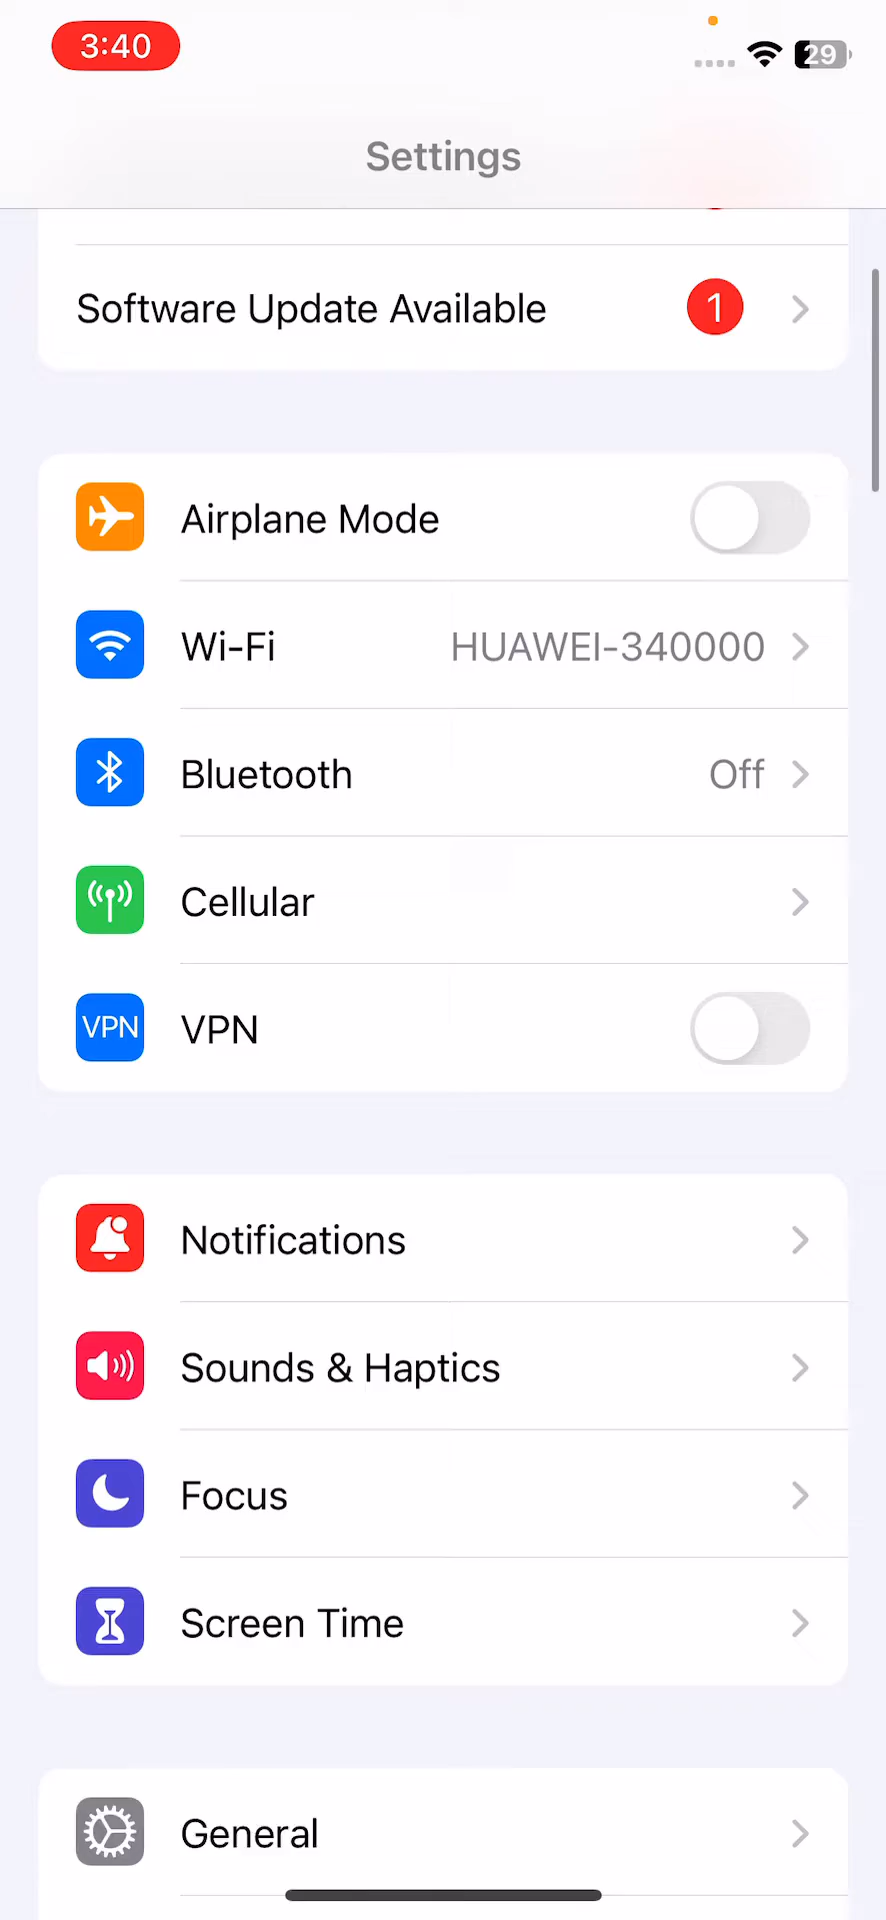 3:40
29
Settings
Software Update Available 1
Airplane Mode
Wi-Fi HUAWEI-340000
Bluetooth Off
Cellular
VPN VPN
Notifications
Sounds & Haptics
Focus
Screen Time
General